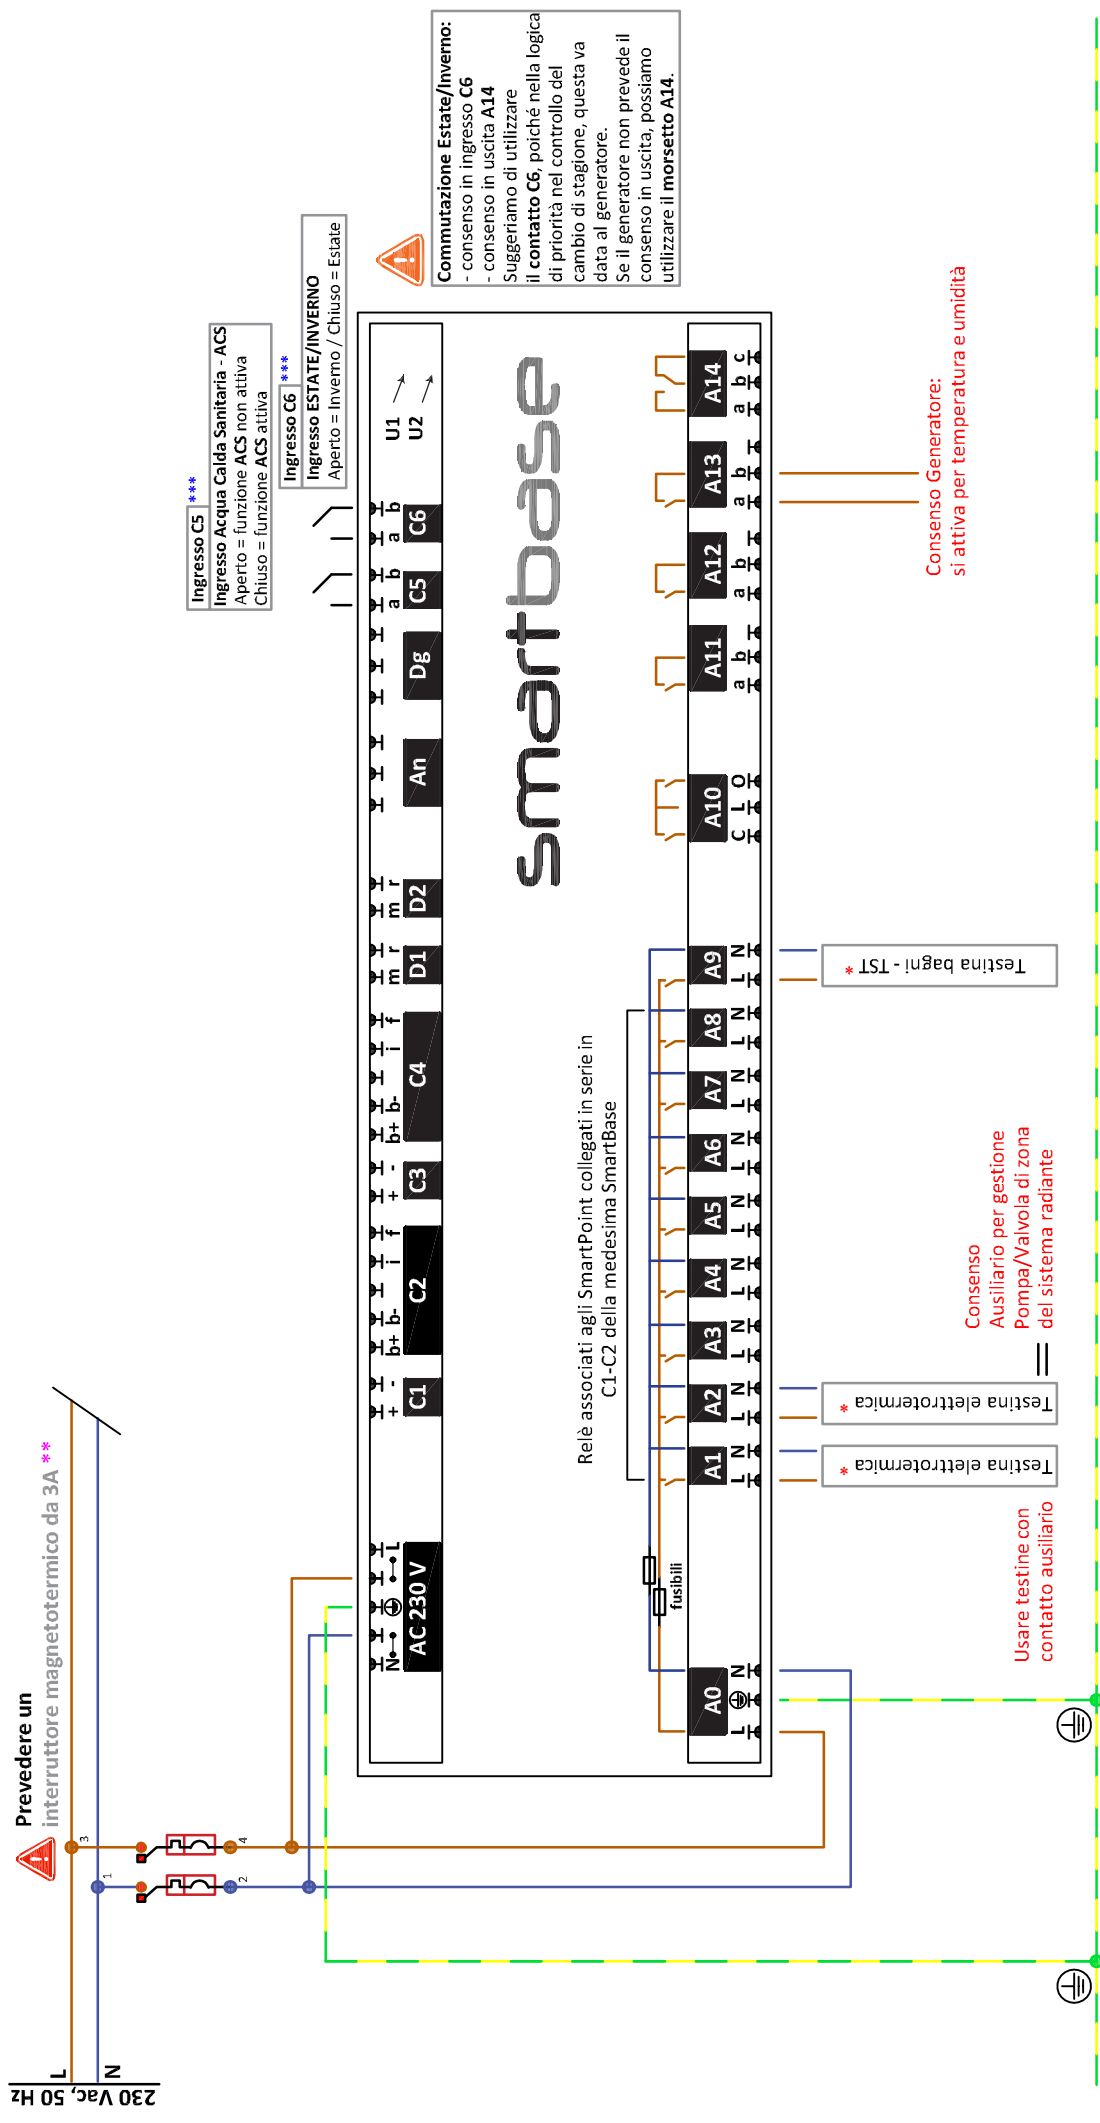 230 Vac, 50 Hz
L
N
Prevedere un
interruttore magnetotermico da 3A **
3
4
1
2
Ingresso C5 ***
Ingresso Acqua Calda Sanitaria - ACS
Aperto = funzione ACS non attiva
Chiuso = funzione ACS attiva
Ingresso C6 ***
Ingresso ESTATE/INVERNO
Aperto = Inverno / Chiuso = Estate
Commutazione Estate/Inverno:
- consenso in ingresso C6
- consenso in uscita A14
Suggeriamo di utilizzare
il contatto C6, poiché nella logica
di priorità nel controllo del
cambio di stagione, questa va
data al generatore.
Se il generatore non prevede il
consenso in uscita, possiamo
utilizzare il morsetto A14.
N L
+ -
b+ b- i f
+ -
b+ b- i f
m r
m r
a b
a b
AC 230 V
C1
C2
C3
C4
D1
D2
An
Dg
C5
C6
U1
U2
smartbase
Relè associati agli SmartPoint collegati in serie in
C1-C2 della medesima SmartBase
fusibili
A0
A1
A2
A3
A4
A5
A6
A7
A8
A9
A10
A11
A12
A13
A14
L N
L N
L N
L N
L N
L N
L N
L N
L N
L N
C L O
a b
a b
a b
a b c
Testina elettrotermica *
Testina elettrotermica *
Testina bagni - TST *
Usare testine con
contatto ausiliario
=
Consenso
Ausiliario per gestione
Pompa/Valvola di zona
del sistema radiante
Consenso Generatore:
si attiva per temperatura e umidità